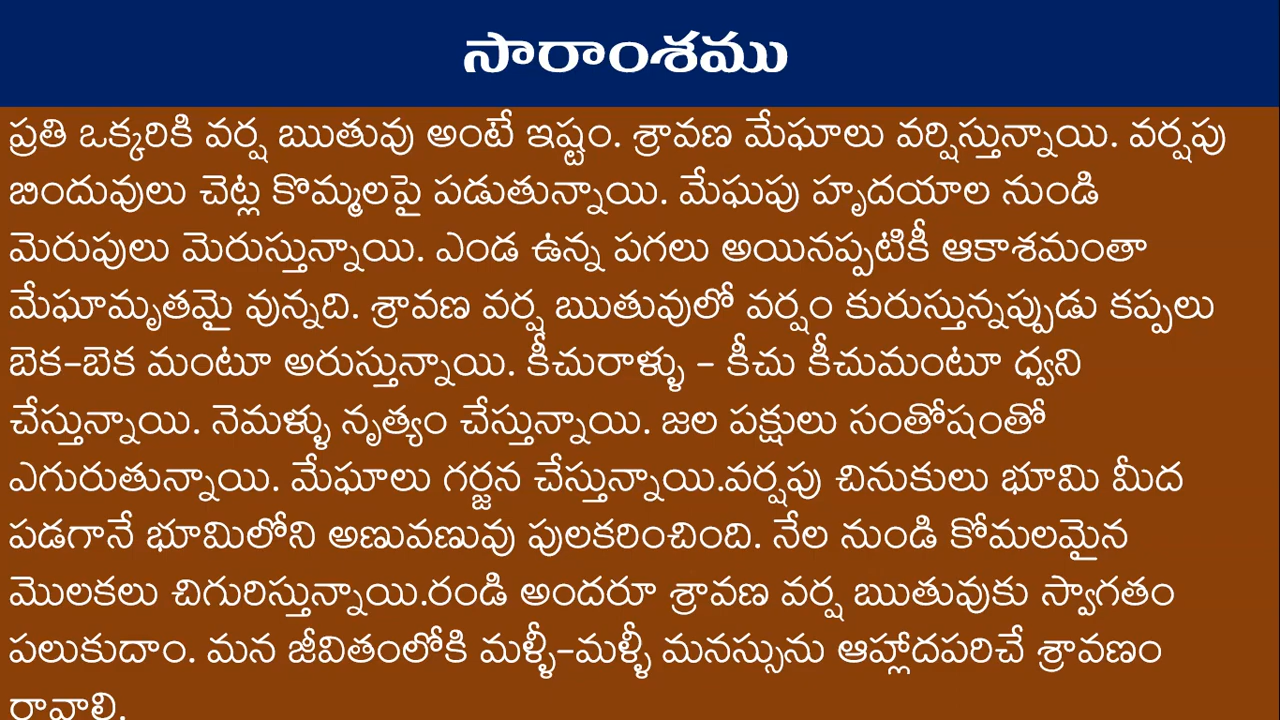 సారాంశము
ప్రతి ఒక్కరికి వర్ష ఋతువు అంటే ఇష్టం. శ్రావణ మేఘాలు వర్షిస్తున్నాయి. వర్షపు
బిందువులు చెట్ల కొమ్మలపై పడుతున్నాయి. మేఘపు హృదయాల నుండి
మెరుపులు మెరుస్తున్నాయి. ఎండ ఉన్న పగలు అయినప్పటికీ ఆకాశమంతా
మేఘామృతమై వున్నది. శ్రావణ వర్ష ఋతువులో వర్షం కురుస్తున్నప్పుడు కప్పలు
బెక-బెక మంటూ అరుస్తున్నాయి. కీచురాళ్ళు - కీచు కీచుమంటూ ధ్వని
చేస్తున్నాయి. నెమళ్ళు నృత్యం చేస్తున్నాయి. జల పక్షులు సంతోషంతో
ఎగురుతున్నాయి. మేఘాలు గర్జన చేస్తున్నాయి.వర్షపు చినుకులు భూమి మీద
పడగానే భూమిలోని అణువణువు పులకరించింది. నేల నుండి కోమలమైన
మొలకలు చిగురిస్తున్నాయి.రండి అందరూ శ్రావణ వర్ష ఋతువుకు స్వాగతం
పలుకుదాం. మన జీవితంలోకి మళ్ళీ-మళ్ళీ మనస్సును ఆహ్లాదపరిచే శ్రావణం
రావాలి.